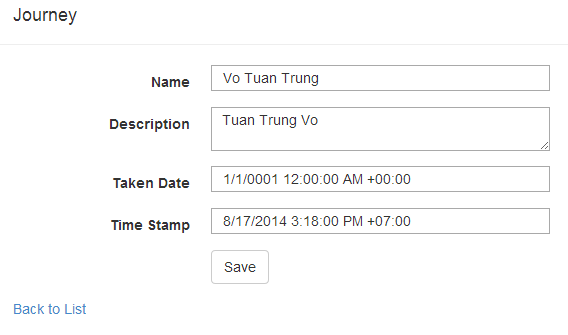 Journey
Name
Vo Tuan Trung
Description
Tuan Trung Vo
Taken Date
1/1/0001 12:00:00 AM +00:00
Time Stamp
8/17/2014 3:18:00 PM +07:00
Save
Back to List